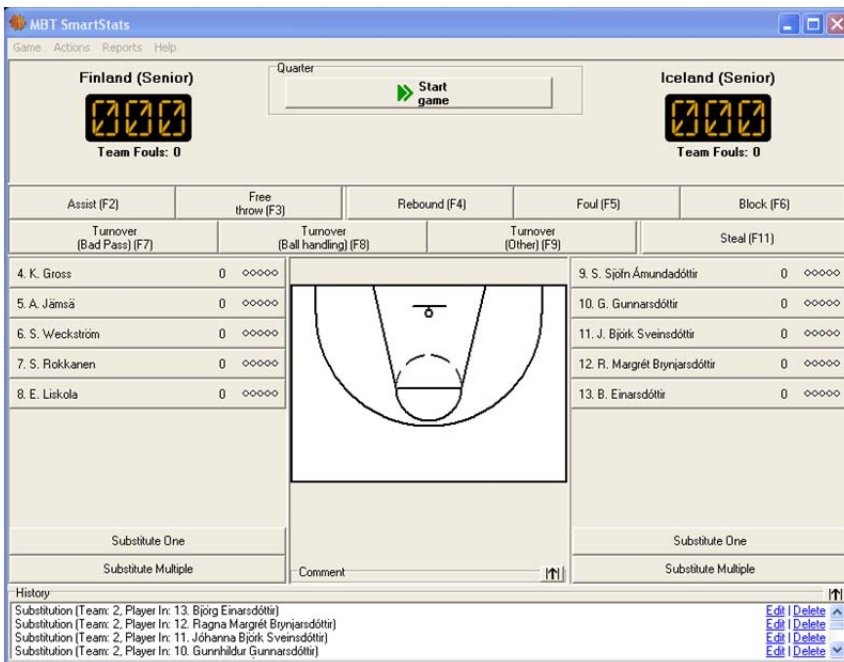 MBT SmartStats
Game Actions Reports Help
Finland (Senior)
000
Team Fouls: 0
Quarter
Start
game
Iceland (Senior)
000
Team Fouls: 0
Assist (F2)
Free
throw (F3)
Rebound (F4)
Foul (F5)
Block (F6)
Turnover
(Bad Pass) (F7)
Turnover
(Ball handling) (F8)
Turnover
(Other) (F9)
Steal (F11)
4. K. Gross 0
5. A. Jämsä 0
6. S. Weckström 0
7. S. Rokkanen 0
8. E. Liskola 0
9. S. Sjöfn Ámundadóttir 0
10. G. Gunnarsdóttir 0
11. J. Björk Sveinsdóttir 0
12. R. Margrét Brynjarsdóttir 0
13. B. Einarsdóttir 0
Substitute One
Substitute Multiple
Comment
Substitute One
Substitute Multiple
History
Substitution (Team: 2, Player In: 13. Björg Einarsdóttir) Edit | Delete
Substitution (Team: 2, Player In: 12. Ragna Margrét Brynjarsdóttir) Edit | Delete
Substitution (Team: 2, Player In: 11. Jóhanna Björk Sveinsdóttir) Edit | Delete
Substitution (Team: 2, Player In: 10. Gunnhildur Gunnarsdóttir) Edit | Delete